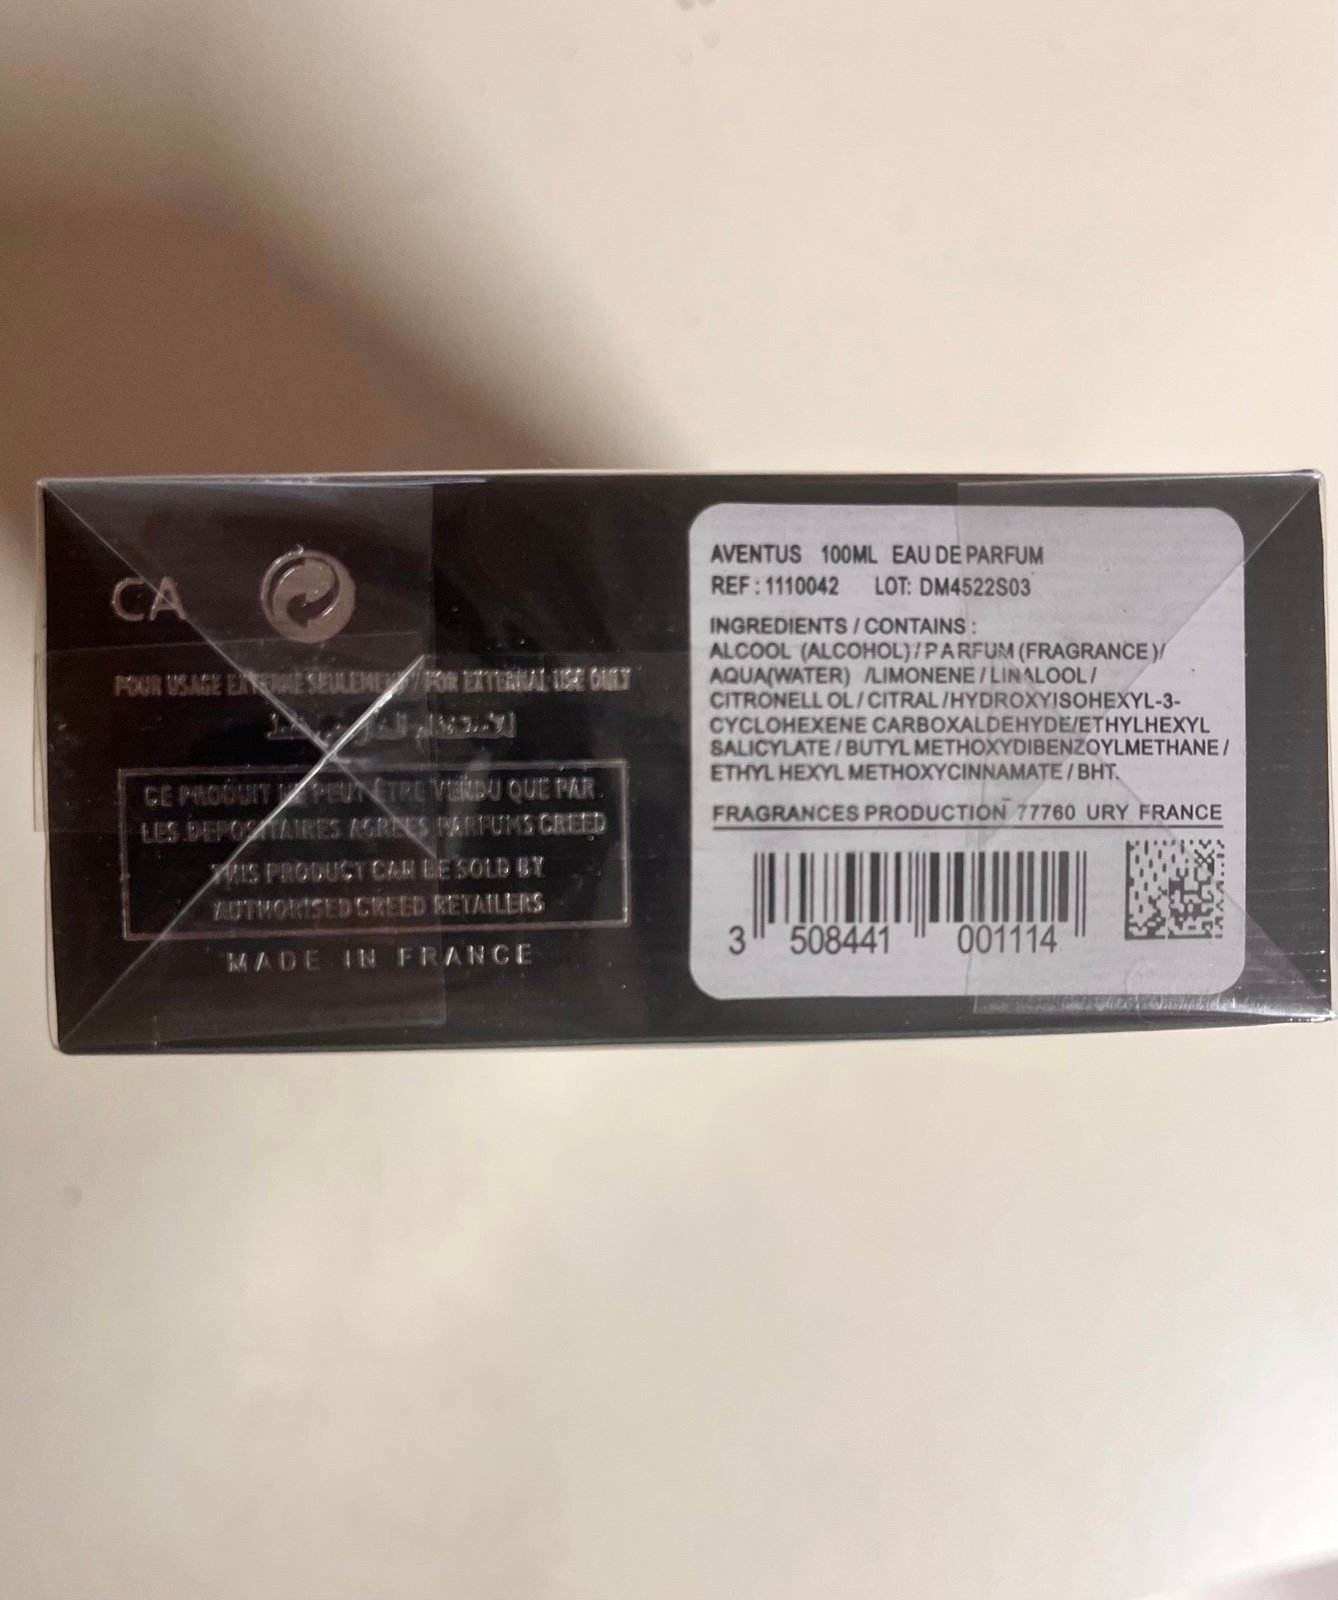 CA
POUR USAGE EXTERNE SEULEMENT / FOR EXTERNAL USE ONLY
CE PRODUIT NE PEUT ÊTRE VENDU QUE PAR
LES DEPOSITAIRES AGREES PARFUMS CREED
THIS PRODUCT CAN BE SOLD BY
AUTHORISED CREED RETAILERS
MADE IN FRANCE
AVENTUS 100ML EAU DE PARFUM
REF : 1110042 LOT: DM4522S03
INGREDIENTS / CONTAINS :
ALCOOL (ALCOHOL) / PARFUM (FRAGRANCE)/
AQUA(WATER) /LIMONENE / LINALOOL /
CITRONELL OL / CITRAL /HYDROXYISOHEXYL-3-
CYCLOHEXENE CARBOXALDEHYDE/ETHYLHEXYL
SALICYLATE / BUTYL METHOXYDIBENZOYLMETHANE /
ETHYL HEXYL METHOXYCINNAMATE / BHT.
FRAGRANCES PRODUCTION 77760 URY FRANCE
3 508441 001114